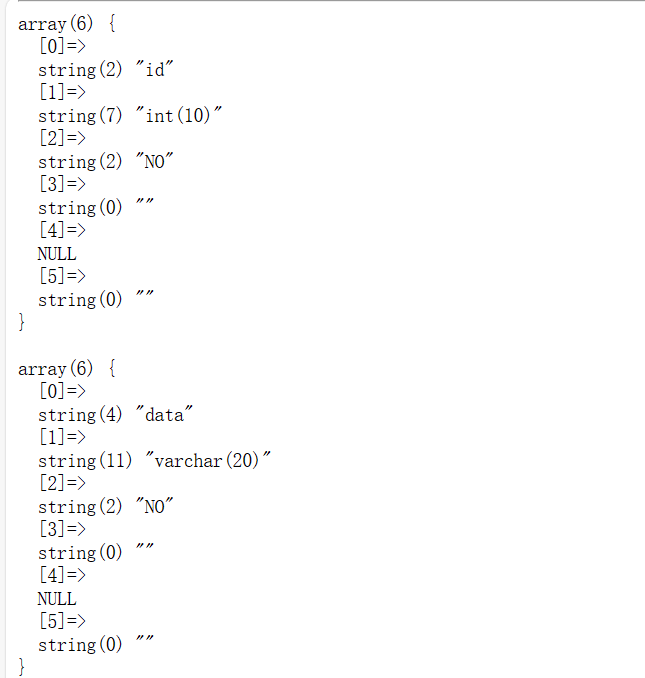 array(6) {
  [0]=>
  string(2) "id"
  [1]=>
  string(7) "int(10)"
  [2]=>
  string(2) "NO"
  [3]=>
  string(0) ""
  [4]=>
  NULL
  [5]=>
  string(0) ""
}
array(6) {
  [0]=>
  string(4) "data"
  [1]=>
  string(11) "varchar(20)"
  [2]=>
  string(2) "NO"
  [3]=>
  string(0) ""
  [4]=>
  NULL
  [5]=>
  string(0) ""
}